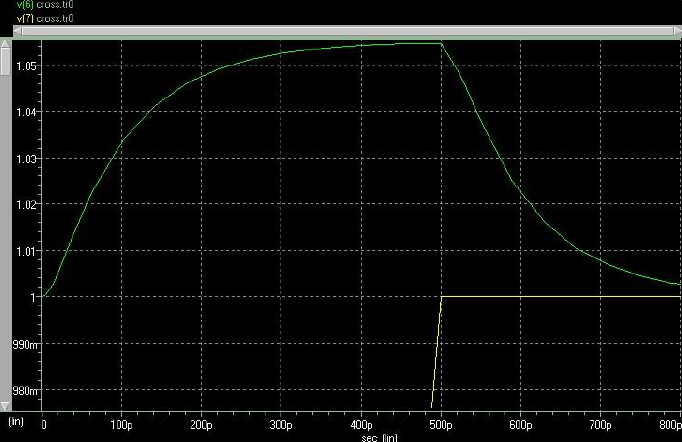 v(6) cross.tr0
v(7) cross.tr0
1.05
1.04
1.03
1.02
1.01
1
990m
980m
(lin)
0 100p 200p 300p 400p 500p 600p 700p 800p
sec (lin)